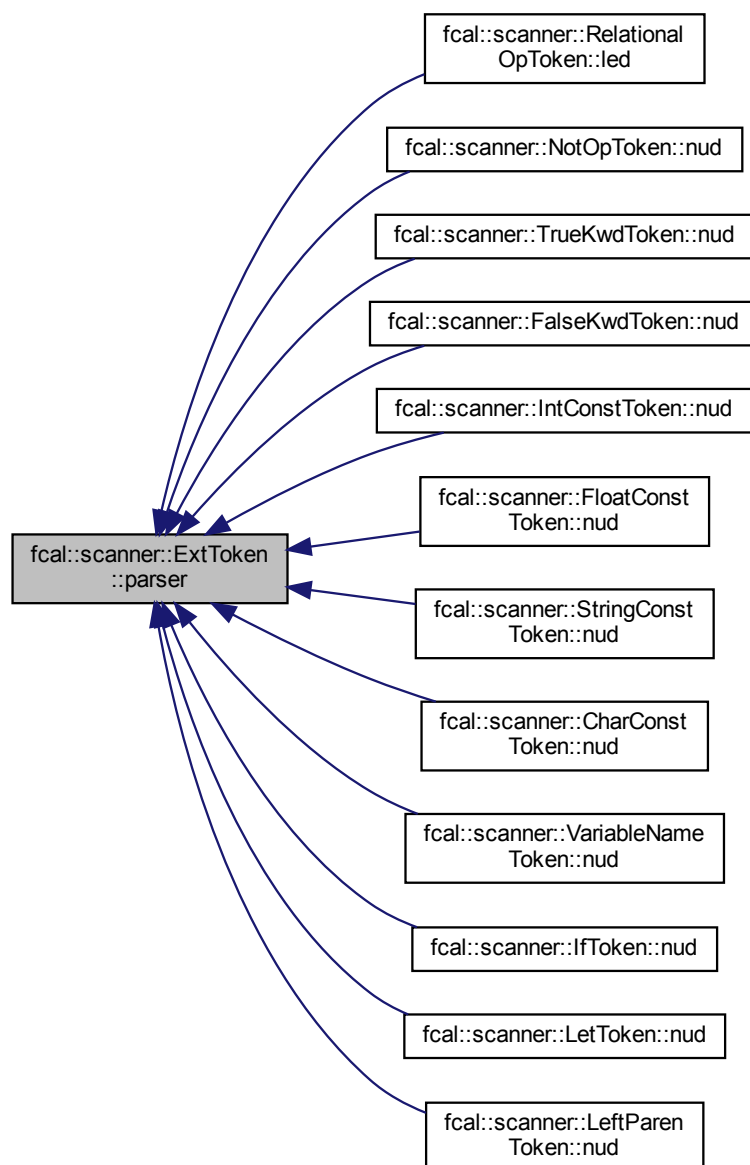 fcal::scanner::Relational
OpToken::led
fcal::scanner::NotOpToken::nud
fcal::scanner::TrueKwdToken::nud
fcal::scanner::FalseKwdToken::nud
fcal::scanner::IntConstToken::nud
fcal::scanner::FloatConst
Token::nud
fcal::scanner::ExtToken
::parser
fcal::scanner::StringConst
Token::nud
fcal::scanner::CharConst
Token::nud
fcal::scanner::VariableName
Token::nud
fcal::scanner::IfToken::nud
fcal::scanner::LetToken::nud
fcal::scanner::LeftParen
Token::nud